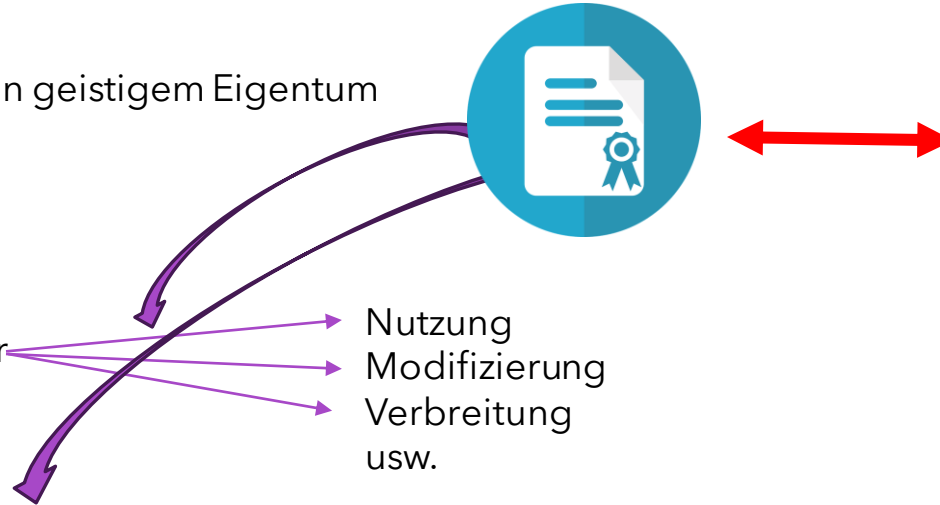 n geistigem Eigentum
r
Nutzung
Modifizierung
Verbreitung
usw.